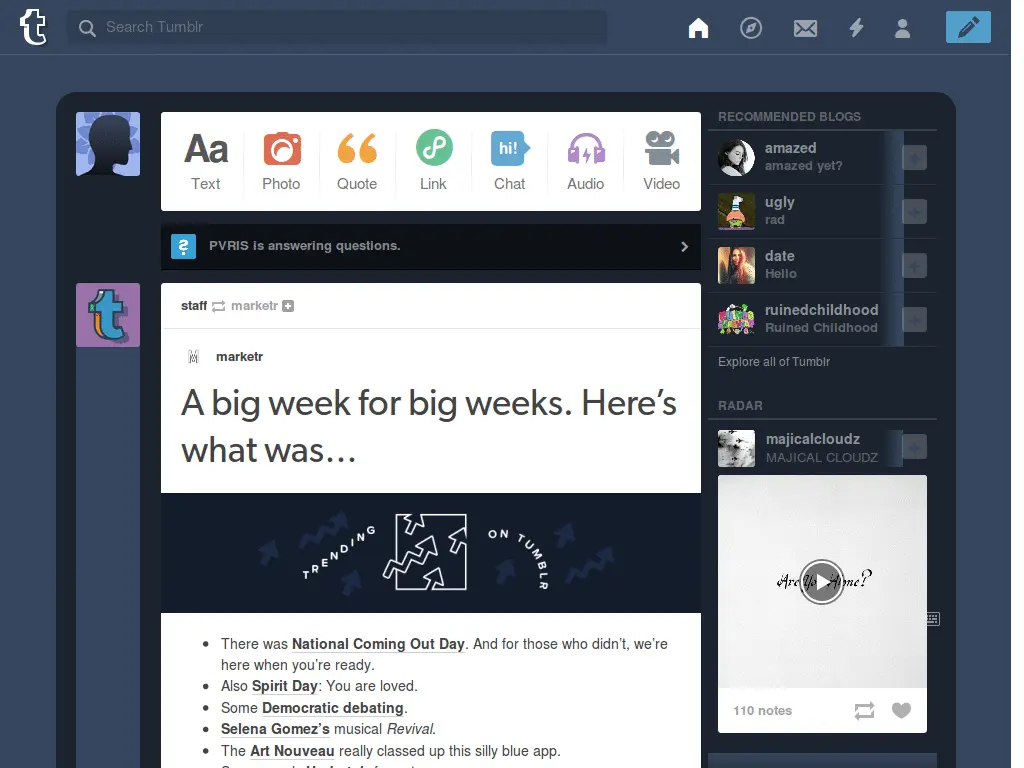 Search Tumblr
Aa
Text
Photo
Quote
Link
hi!
Chat
Audio
Video
PVRIS is answering questions.
staff marketr
marketr
A big week for big weeks. Here's
what was...
TRENDING
ON TUMBLR
There was National Coming Out Day. And for those who didn't, we're
here when you're ready.
Also Spirit Day: You are loved.
Some Democratic debating.
Selena Gomez's musical Revival.
The Art Nouveau really classed up this silly blue app.
RECOMMENDED BLOGS
amazed
amazed yet?
ugly
rad
date
Hello
ruinedchildhood
Ruined Childhood
Explore all of Tumblr
RADAR
majicalcloudz
MAJICAL CLOUDZ
Are You
110 notes